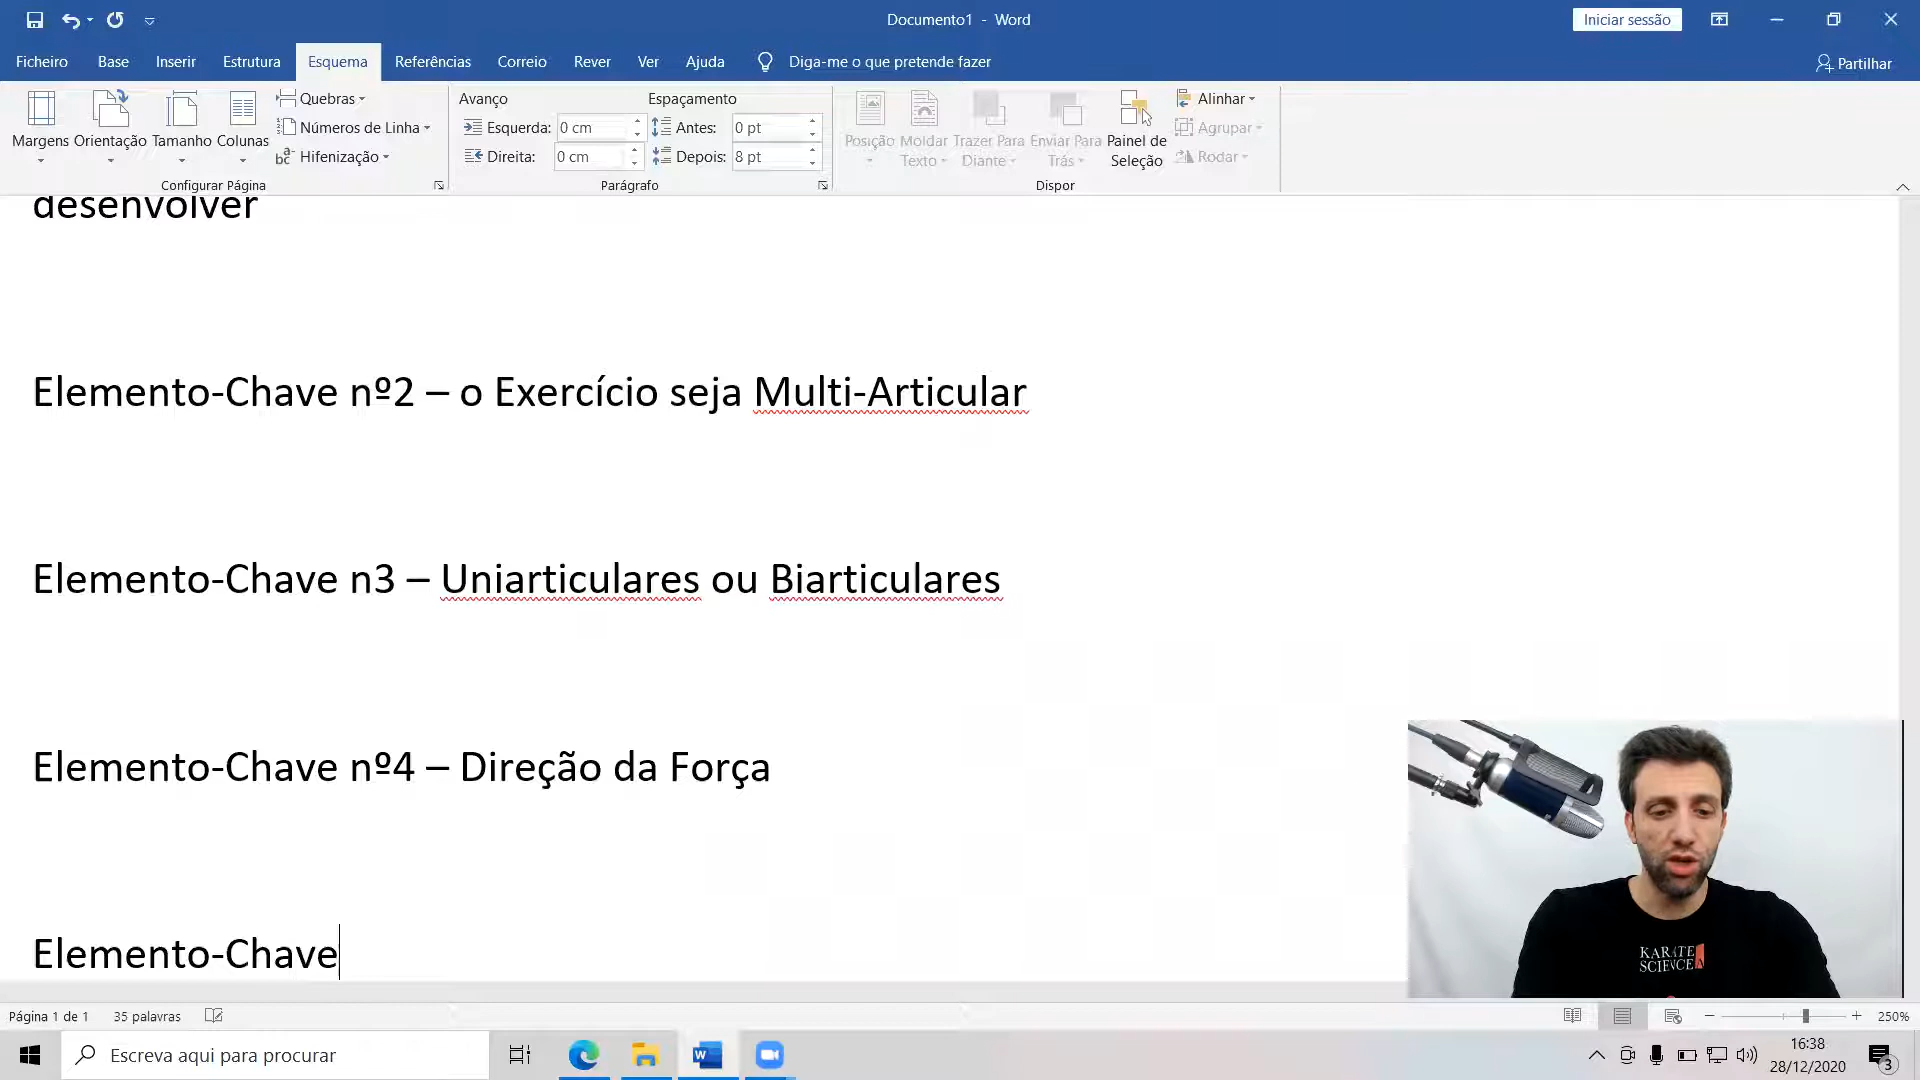 Documento1 - Word
Iniciar sessão
Ficheiro Base Inserir Estrutura Esquema Referências Correio Rever Ver Ajuda Diga-me o que pretende fazer
Partilhar
Margens
Orientação
Tamanho
Colunas
Quebras
Números de Linha
Hifenização
Configurar Página
Avanço
Esquerda: 0 cm
Direita: 0 cm
Espaçamento
Antes: 0 pt
Depois: 8 pt
Parágrafo
Posição
Moldar Texto
Trazer Para Diante
Enviar Para Trás
Painel de Seleção
Alinhar
Agrupar
Rodar
Dispor
desenvolver
Elemento-Chave nº2 – o Exercício seja Multi-Articular
Elemento-Chave n3 – Uniarticulares ou Biarticulares
Elemento-Chave nº4 – Direção da Força
Elemento-Chave
KARATE
SCIENCE
Página 1 de 1 35 palavras
250%
Escreva aqui para procurar
16:38
28/12/2020
3